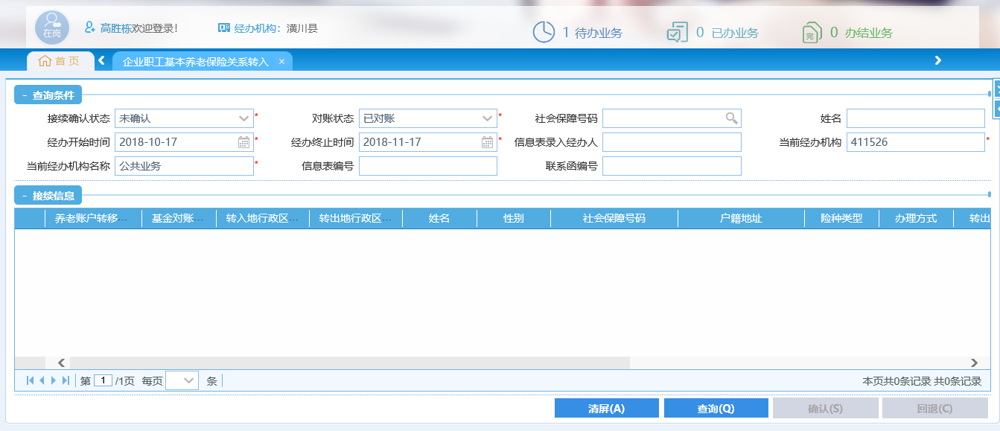 在岗 高胜栋欢迎登录! 经办机构：潢川县 1 待办业务 0 已办业务 完 0 办结业务
首页 企业职工基本养老保险关系转入 ×
- 查询条件
接续确认状态 未确认 * 对账状态 已对账 * 社会保障号码 姓名
经办开始时间 2018-10-17 * 经办终止时间 2018-11-17 * 信息表录入经办人 当前经办机构 411526 *
当前经办机构名称 公共业务 * 信息表编号 联系函编号
- 接续信息
养老账户转移... 基金对账... 转入地行政区... 转出地行政区... 姓名 性别 社会保障号码 户籍地址 险种类型 办理方式 转出
第 1 /1页 每页 条 本页共0条记录 共0条记录
清屏(A) 查询(Q) 确认(S) 回退(C)